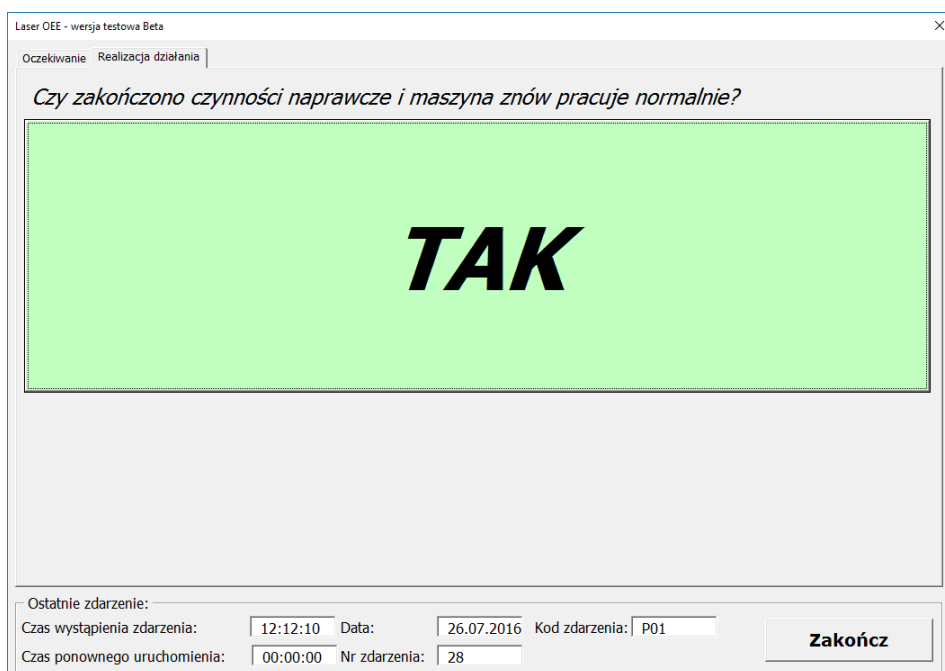 Laser OEE - wersja testowa Beta
Oczekiwanie Realizacja działania
Czy zakończono czynności naprawcze i maszyna znów pracuje normalnie?
TAK
Ostatnie zdarzenie:
Czas wystąpienia zdarzenia: 12:12:10 Data: 26.07.2016 Kod zdarzenia: P01
Czas ponownego uruchomienia: 00:00:00 Nr zdarzenia: 28
Zakończ